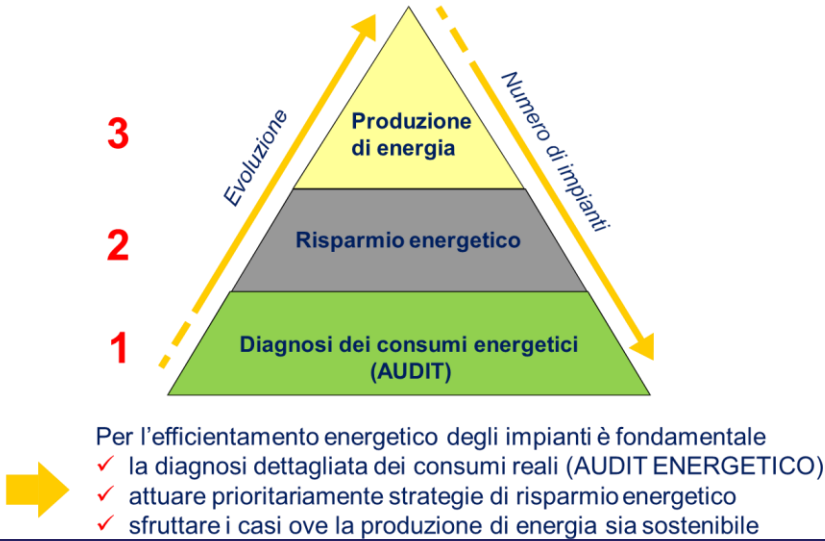 3
Evoluzione
Numero di impianti
Produzione
di energia
2
Risparmio energetico
1
Diagnosi dei consumi energetici
(AUDIT)
Per l'efficientamento energetico degli impianti è fondamentale
✓ la diagnosi dettagliata dei consumi reali (AUDIT ENERGETICO)
✓ attuare prioritariamente strategie di risparmio energetico
✓ sfruttare i casi ove la produzione di energia sia sostenibile